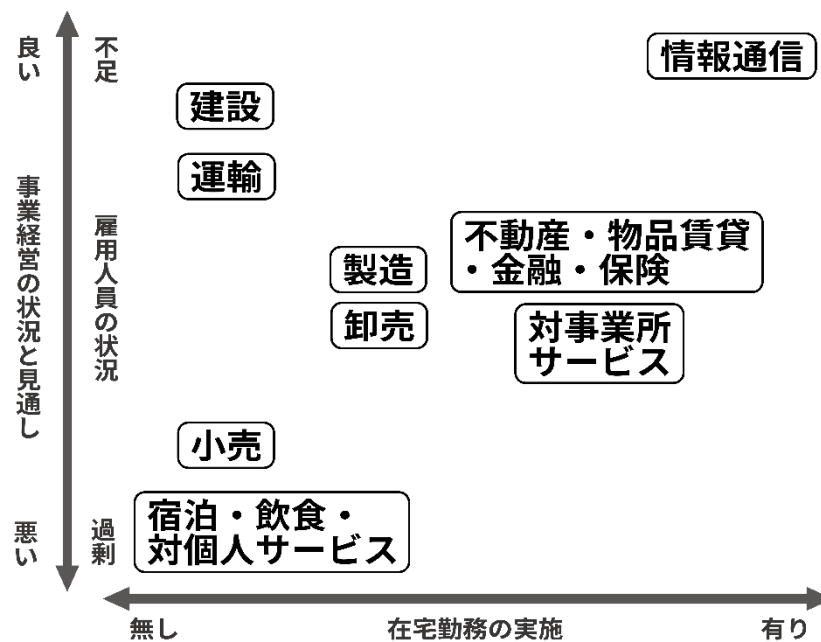 良い
不足
情報通信
建設
運輸
事業経営の状況と見通し
雇用人員の状況
不動産・物品賃貸
・金融・保険
製造
卸売
対事業所
サービス
小売
悪い
過剰
宿泊・飲食・
対個人サービス
無し
在宅勤務の実施
有り